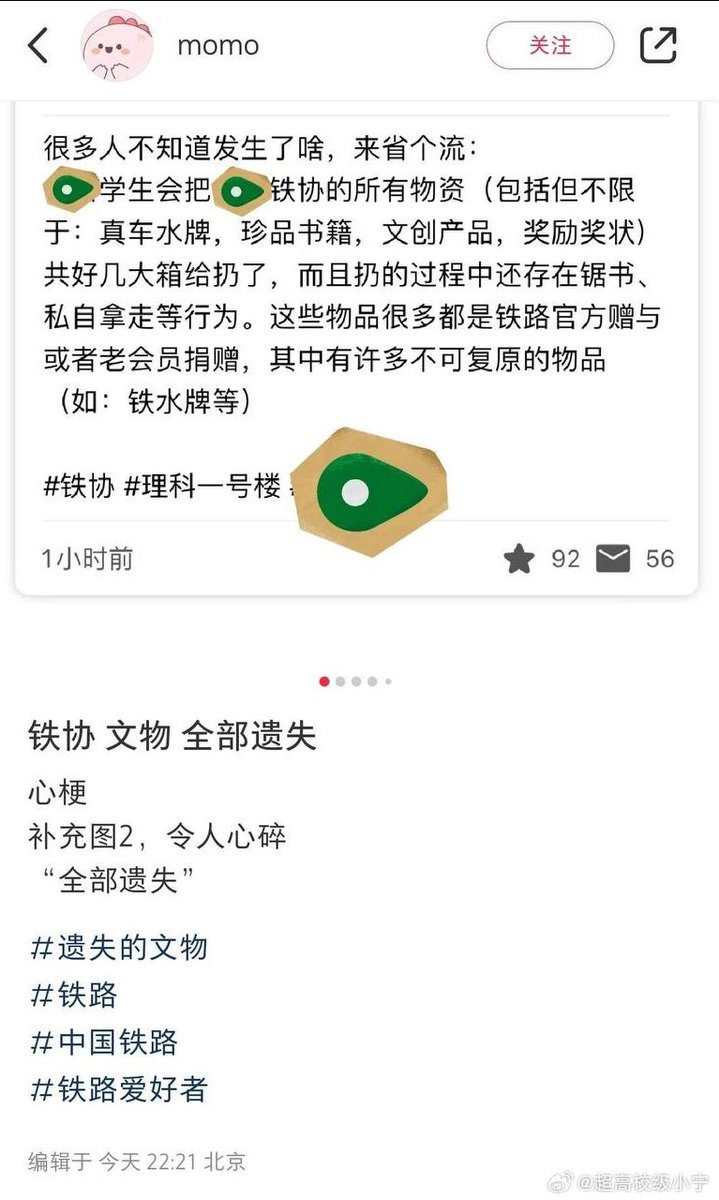 momo
关注
很多人不知道发生了啥，来省个流：
学生会把铁协的所有物资（包括但不限
于：真车水牌，珍品书籍，文创产品，奖励奖状）
共好几大箱给扔了，而且扔的过程中还存在锯书、
私自拿走等行为。这些物品很多都是铁路官方赠与
或者老会员捐赠，其中有许多不可复原的物品
（如：铁水牌等）
#铁协 #理科一号楼
1小时前
92
56
铁协 文物 全部遗失
心梗
补充图2，令人心碎
“全部遗失”
#遗失的文物
#铁路
#中国铁路
#铁路爱好者
编辑于 今天 22:21 北京
@超高校级小宁